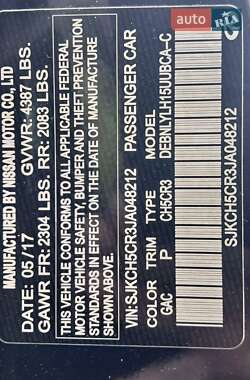 auto
RIA
MANUFACTURED BY NISSAN MOTOR CO., LTD
DATE: 05 / 17 GVWR: 4387 LBS.
GAWR FR: 2304 LBS. RR: 2083 LBS.
THIS VEHICLE CONFORMS TO ALL APPLICABLE FEDERAL
MOTOR VEHICLE SAFETY, BUMPER AND THEFT PREVENTION
STANDARDS IN EFFECT ON THE DATE OF MANUFACTURE
SHOWN ABOVE.
VIN: SJKCH5CR3JA048212 PASSENGER CAR
COLOR TRIM TYPE MODEL
GAC P CH5CR3 DEBNLYLH15UUBCA-C
SJKCH5CR3JA048212